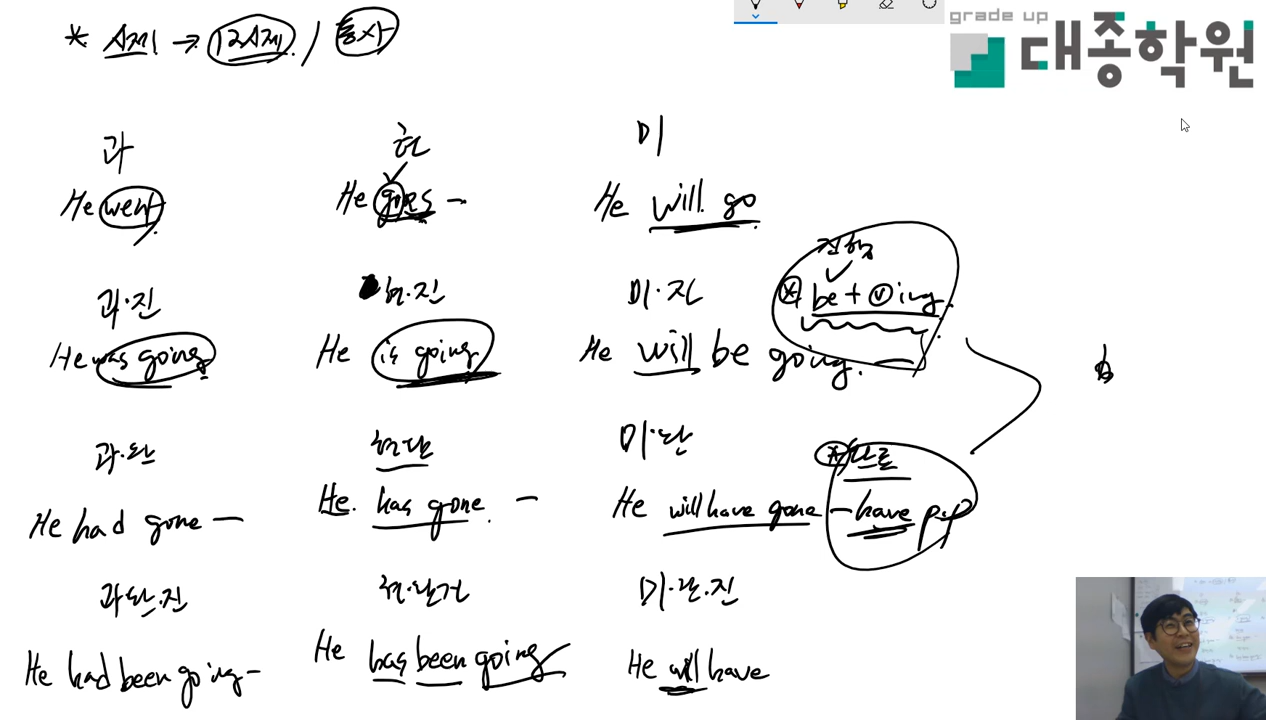 * 시제 → 12시제 / 동사
grade up
대종학원
과 현 미
He went He goes – He will go
진행
과·진 현·진 미·진
be + ⓥing.
He was going He is going He will be going.
과·완 현·완 미·완 완료
He had gone – He has gone – He will have gone – have p.p
과·완·진 현·완·진 미·완·진
He had been going – He has been going He will have